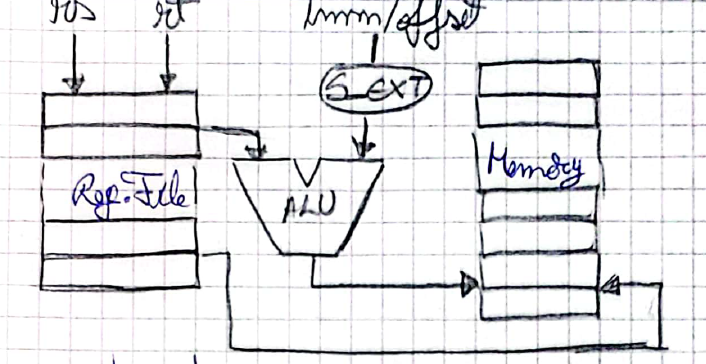 rs rt Imm/offset
S_EXT
Memory
Reg. File
ALU